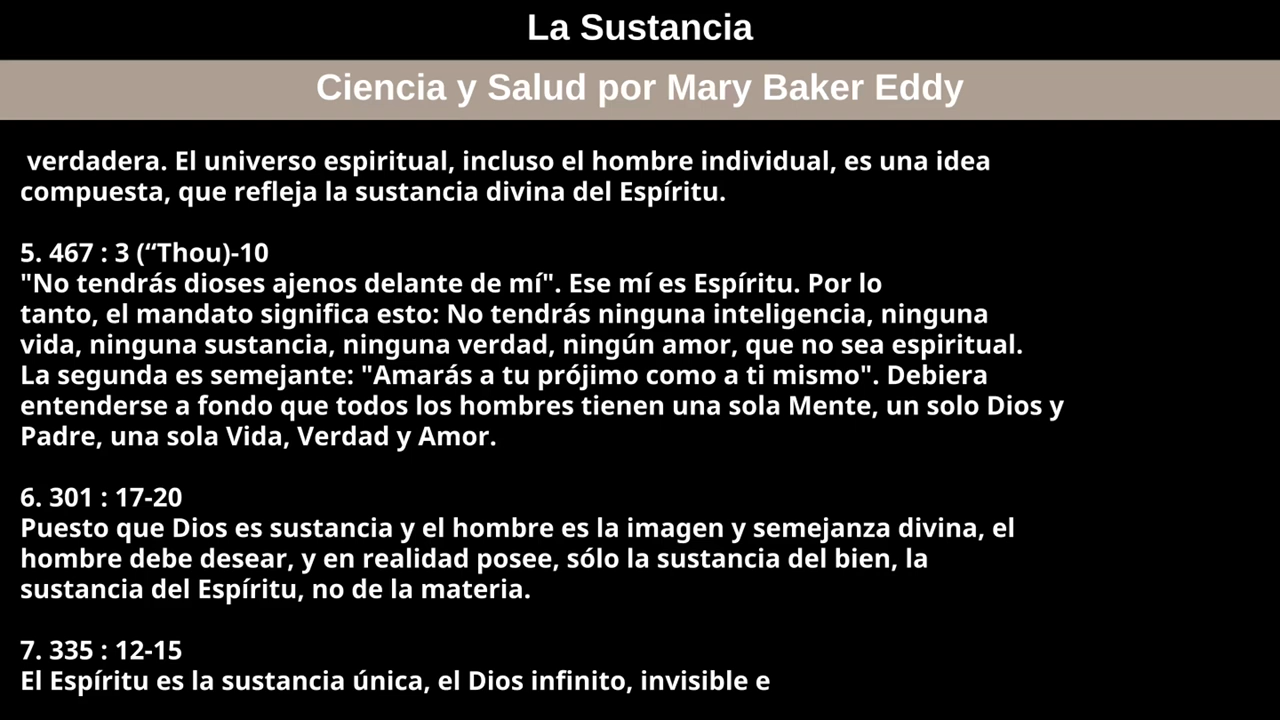 La Sustancia
Ciencia y Salud por Mary Baker Eddy
verdadera. El universo espiritual, incluso el hombre individual, es una idea
compuesta, que refleja la sustancia divina del Espíritu.
5. 467 : 3 (“Thou)-10
"No tendrás dioses ajenos delante de mí". Ese mí es Espíritu. Por lo
tanto, el mandato significa esto: No tendrás ninguna inteligencia, ninguna
vida, ninguna sustancia, ninguna verdad, ningún amor, que no sea espiritual.
La segunda es semejante: "Amarás a tu prójimo como a ti mismo". Debiera
entenderse a fondo que todos los hombres tienen una sola Mente, un solo Dios y
Padre, una sola Vida, Verdad y Amor.
6. 301 : 17-20
Puesto que Dios es sustancia y el hombre es la imagen y semejanza divina, el
hombre debe desear, y en realidad posee, sólo la sustancia del bien, la
sustancia del Espíritu, no de la materia.
7. 335 : 12-15
El Espíritu es la sustancia única, el Dios infinito, invisible e